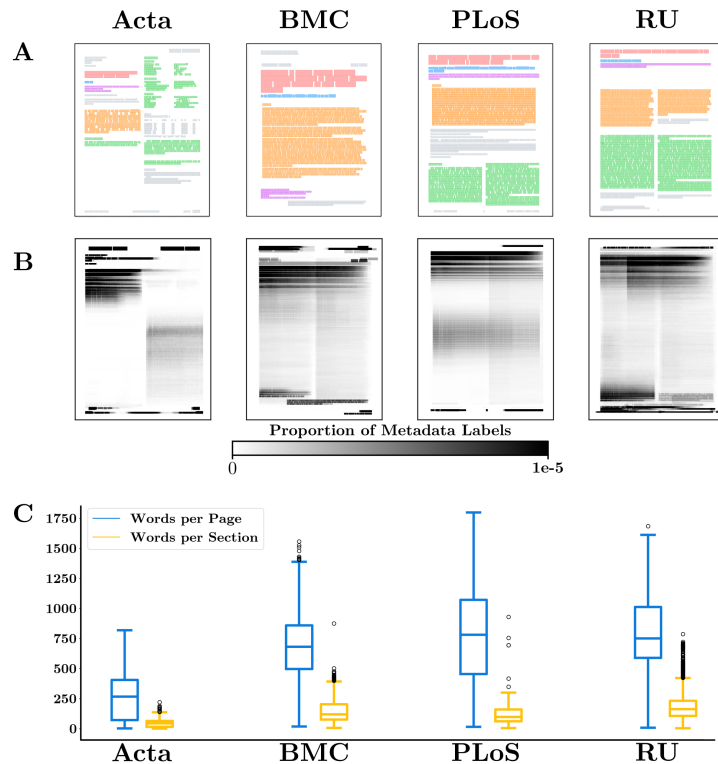 Acta BMC PLoS RU
A
B
Proportion of Metadata Labels
0 1e-5
C
Words per Page
Words per Section
1750
1500
1250
1000
750
500
250
0
Acta BMC PLoS RU